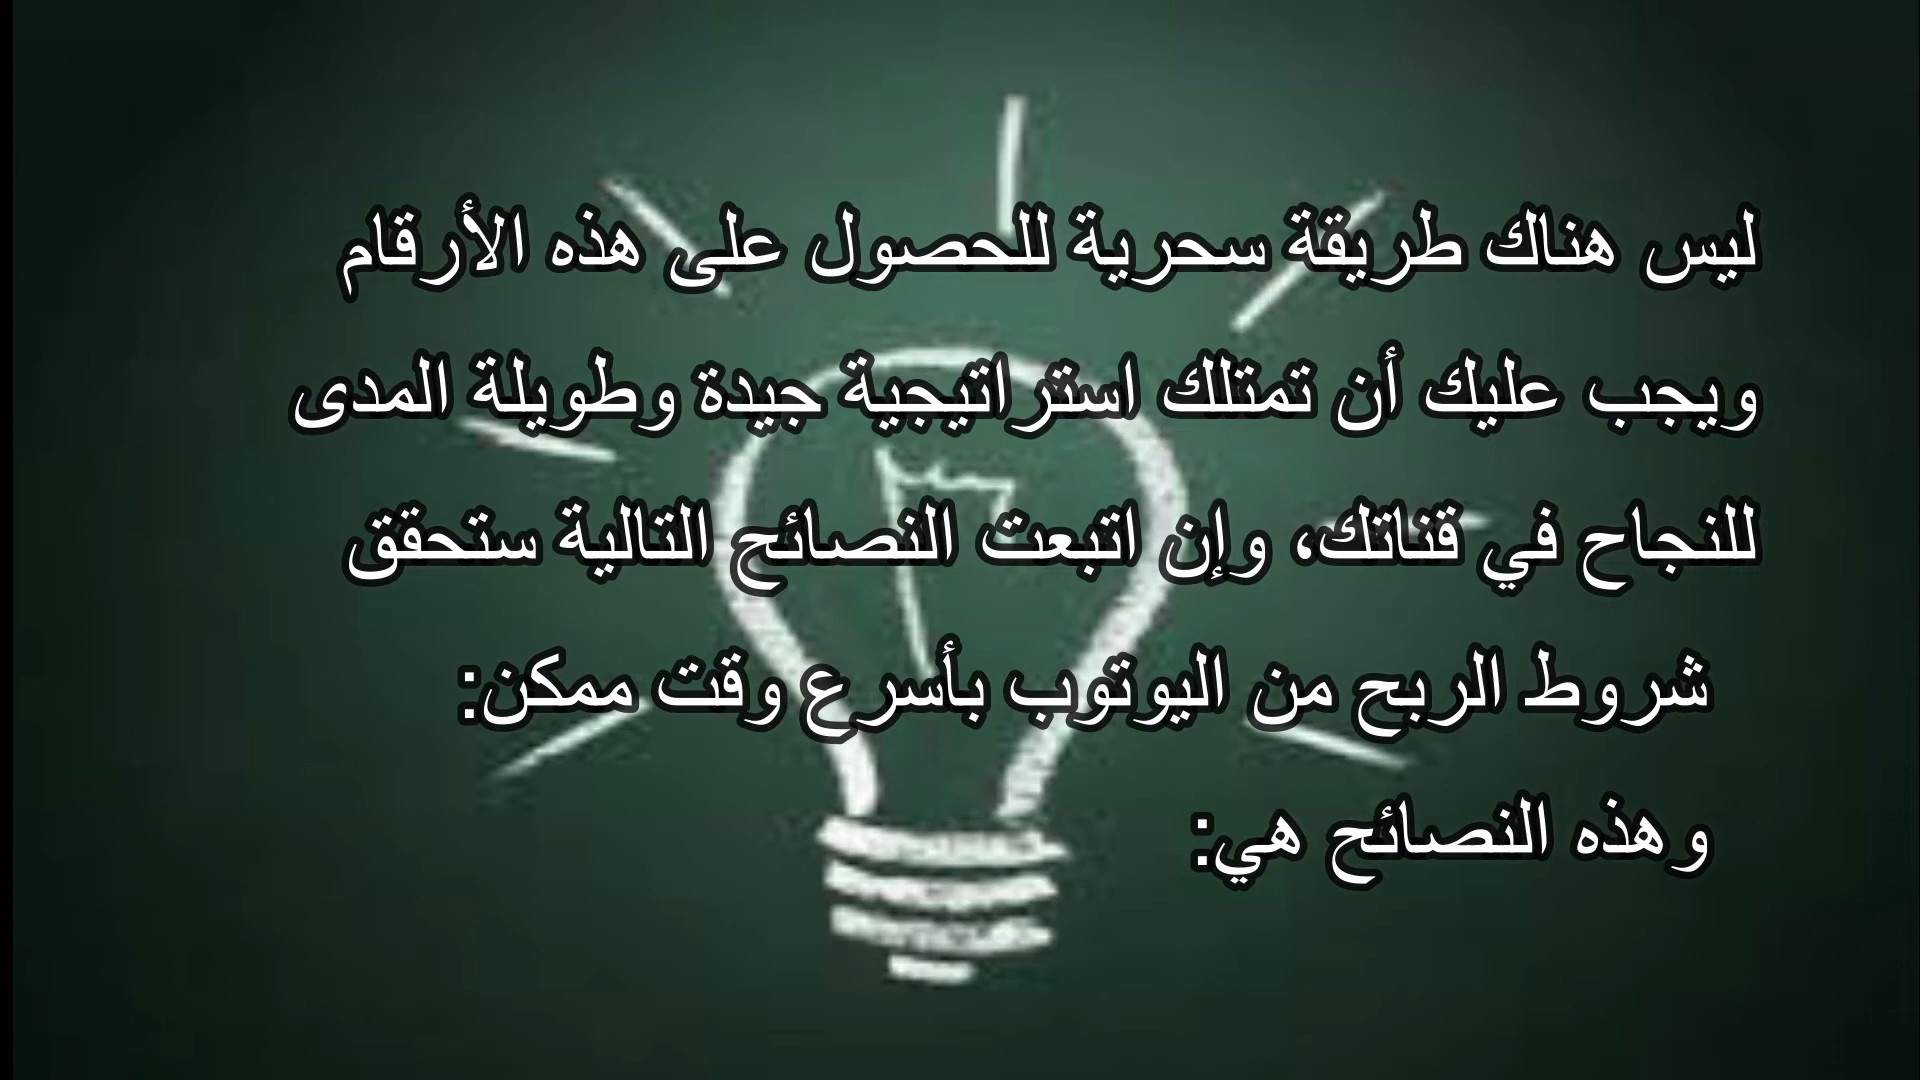 ليس هناك طريقة سحرية للحصول على هذه الأرقام
ويجب عليك أن تمتلك استراتيجية جيدة وطويلة المدى
للنجاح في قناتك، وإن اتبعت النصائح التالية ستحقق
شروط الربح من اليوتوب بأسرع وقت ممكن:
وهذه النصائح هي: